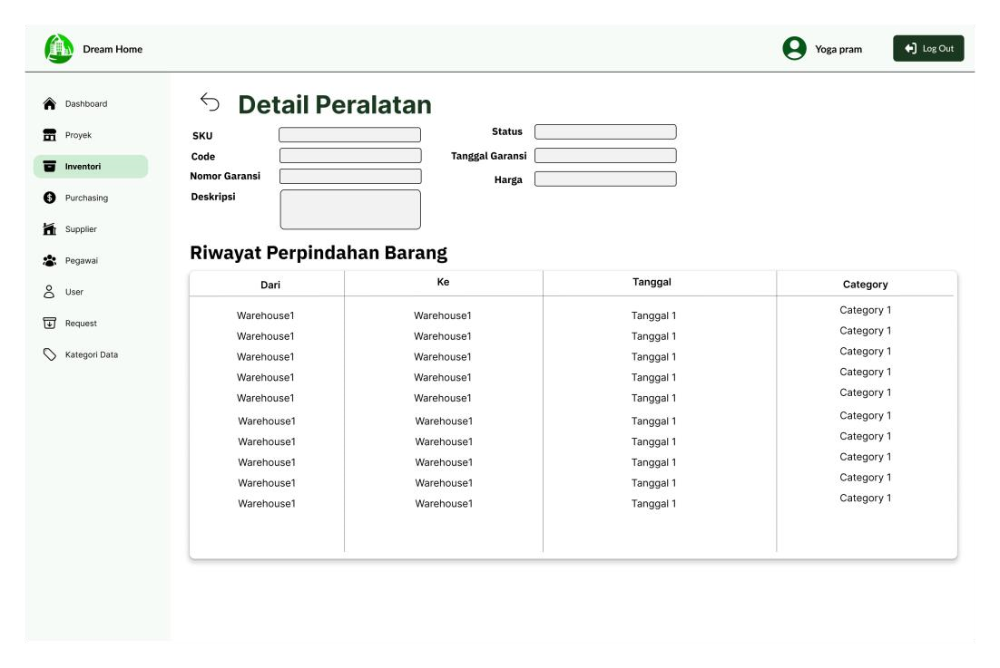 Dream Home
Yoga pram
Log Out
Dashboard
Proyek
Inventori
Purchasing
Supplier
Pegawai
User
Request
Kategori Data
Detail Peralatan
SKU
Code
Nomor Garansi
Deskripsi
Status
Tanggal Garansi
Harga
Riwayat Perpindahan Barang
Dari Ke Tanggal Category
Warehouse1 Warehouse1 Tanggal 1 Category 1
Warehouse1 Warehouse1 Tanggal 1 Category 1
Warehouse1 Warehouse1 Tanggal 1 Category 1
Warehouse1 Warehouse1 Tanggal 1 Category 1
Warehouse1 Warehouse1 Tanggal 1 Category 1
Warehouse1 Warehouse1 Tanggal 1 Category 1
Warehouse1 Warehouse1 Tanggal 1 Category 1
Warehouse1 Warehouse1 Tanggal 1 Category 1
Warehouse1 Warehouse1 Tanggal 1 Category 1
Warehouse1 Warehouse1 Tanggal 1 Category 1